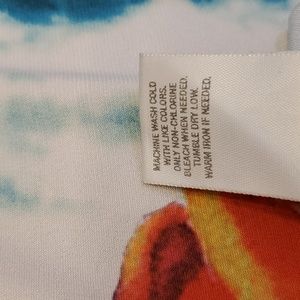 MACHINE WASH COLD
WITH LIKE COLORS.
ONLY NON-CHLORINE
BLEACH WHEN NEEDED.
TUMBLE DRY LOW.
WARM IRON IF NEEDED.